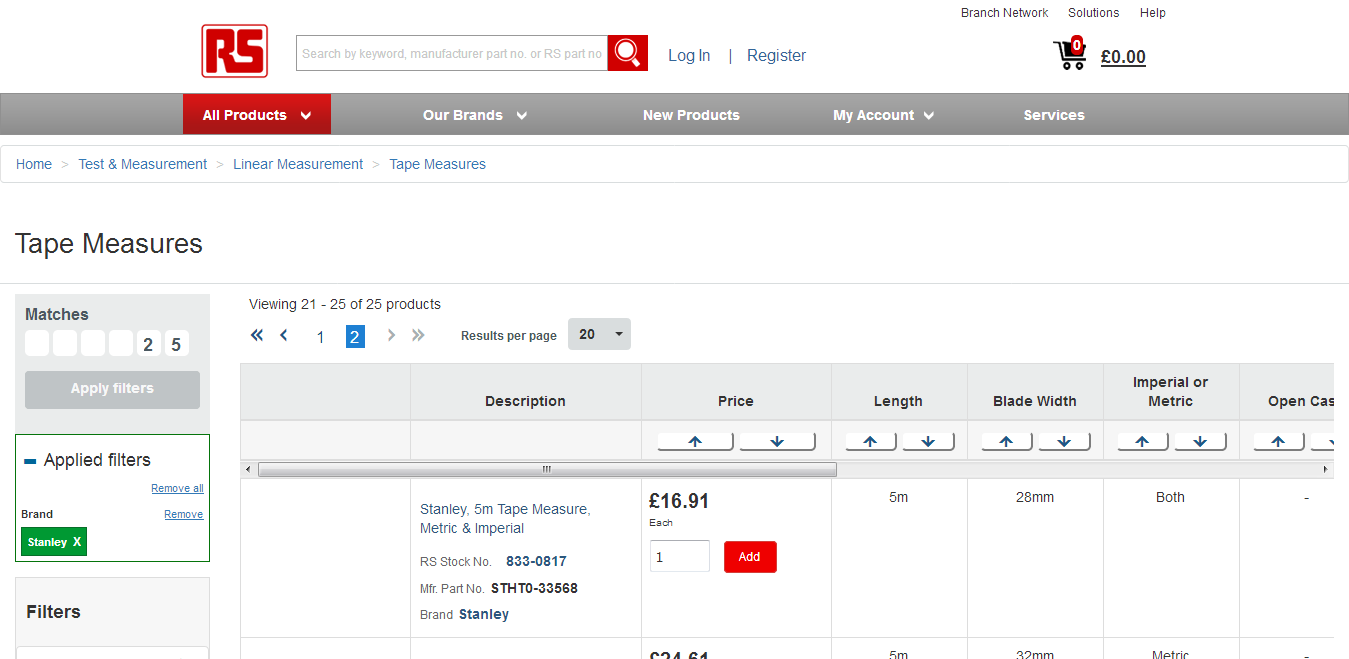 Branch Network Solutions Help
RS
Search by keyword, manufacturer part no. or RS part no
Log In | Register
0
£0.00
All Products Our Brands New Products My Account Services
Home > Test & Measurement > Linear Measurement > Tape Measures
Tape Measures
Matches
2 5
Apply filters
Applied filters
Remove all
Brand Remove
Stanley X
Filters
Viewing 21 - 25 of 25 products
« ‹ 1 2 › » Results per page 20
Description Price Length Blade Width Imperial or
Metric Open Cas
Stanley, 5m Tape Measure,
Metric & Imperial
RS Stock No. 833-0817
Mfr. Part No. STHT0-33568
Brand Stanley
£16.91
Each
1 Add
5m 28mm Both -
£24.61 5m 32mm Metric -